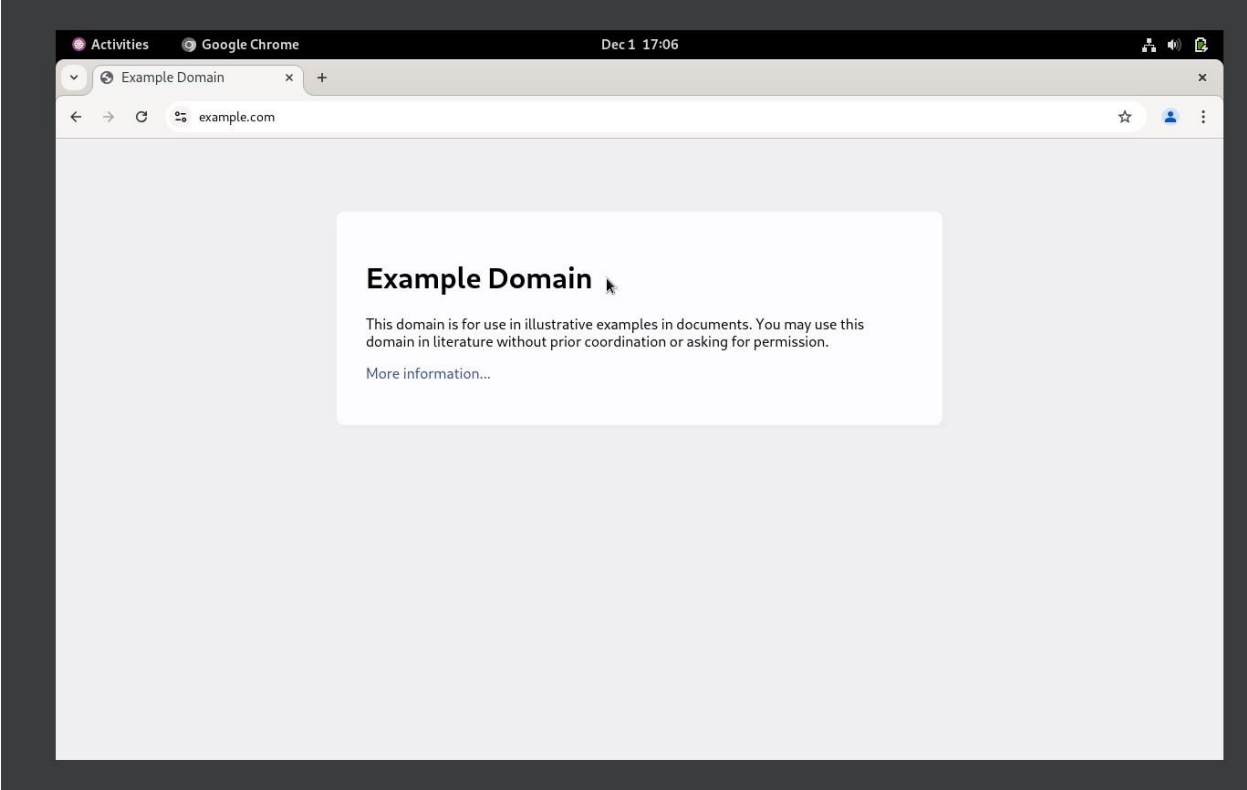 Activities Google Chrome Dec 1 17:06
Example Domain
example.com
Example Domain
This domain is for use in illustrative examples in documents. You may use this
domain in literature without prior coordination or asking for permission.
More information...